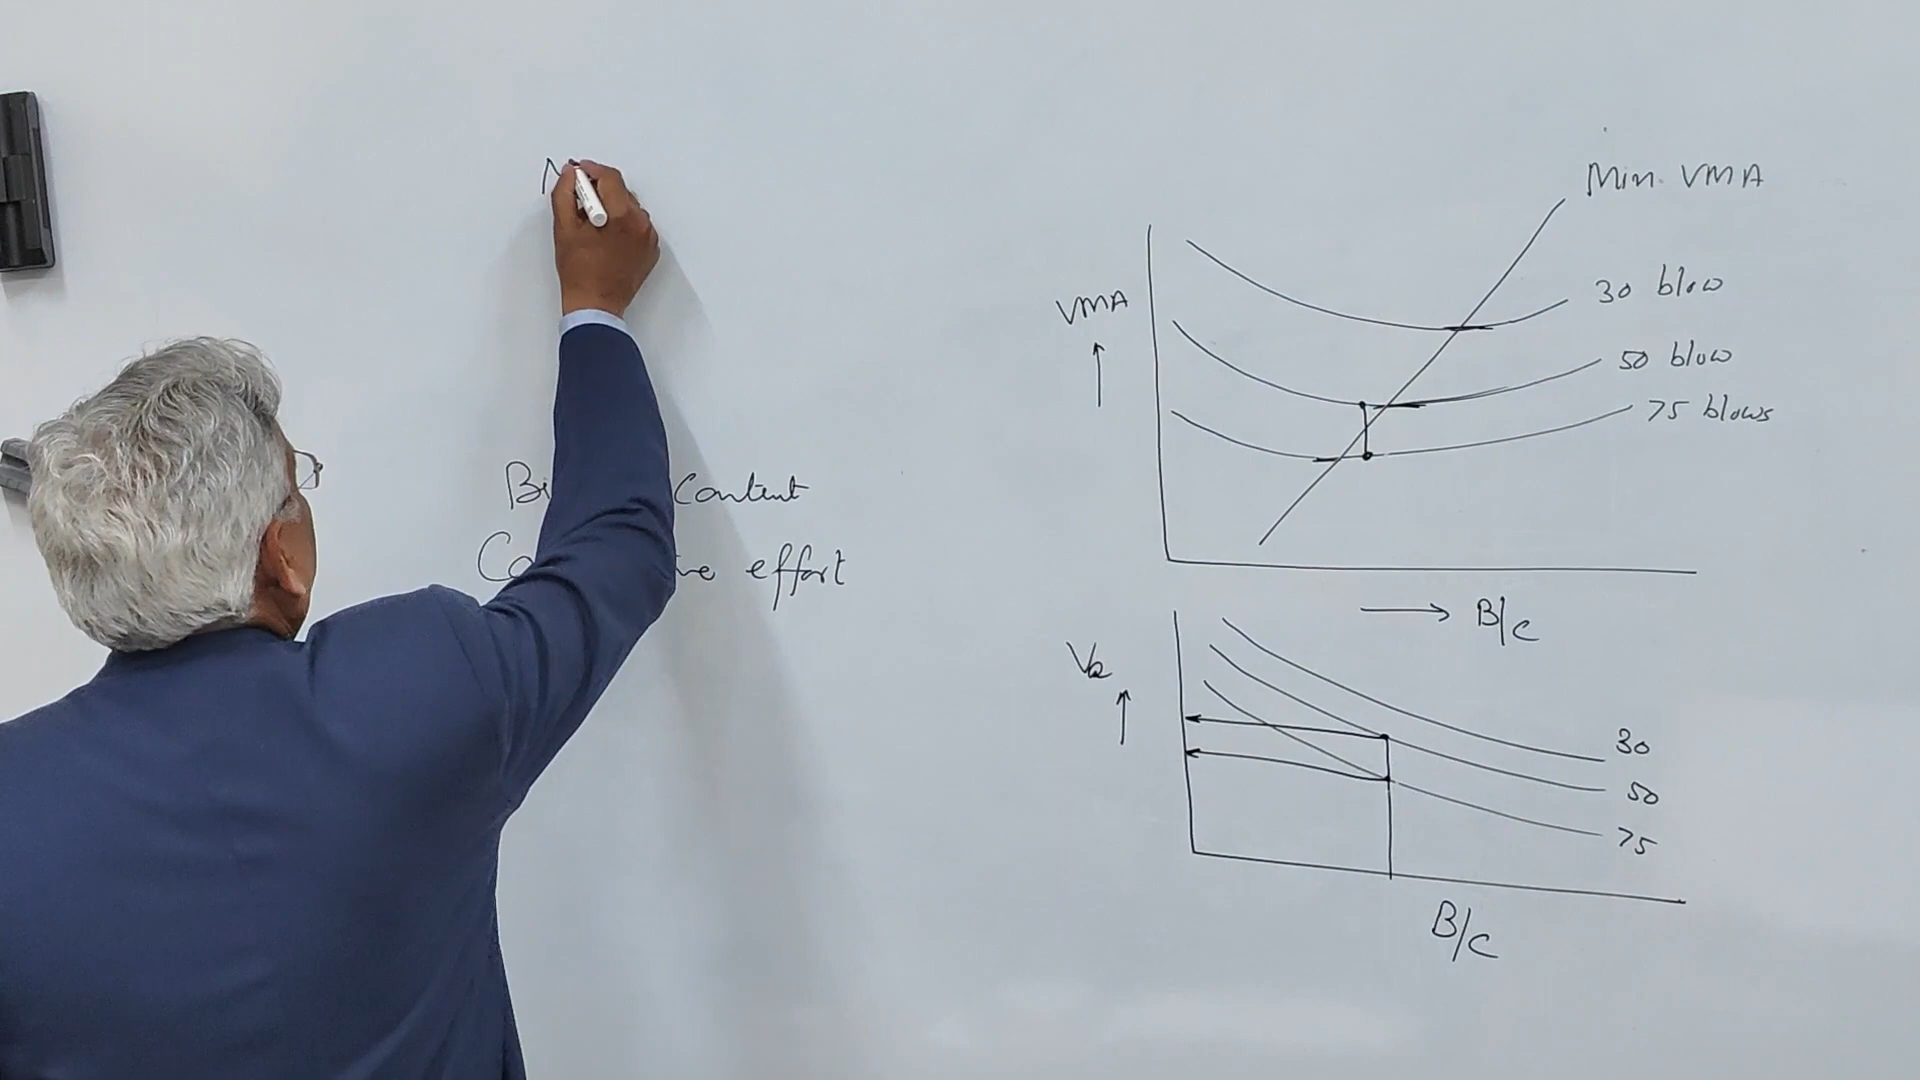 Content
effort
Min. VMA
VMA
30 blow
50 blow
75 blows
B/c
Va
30
50
75
B/c